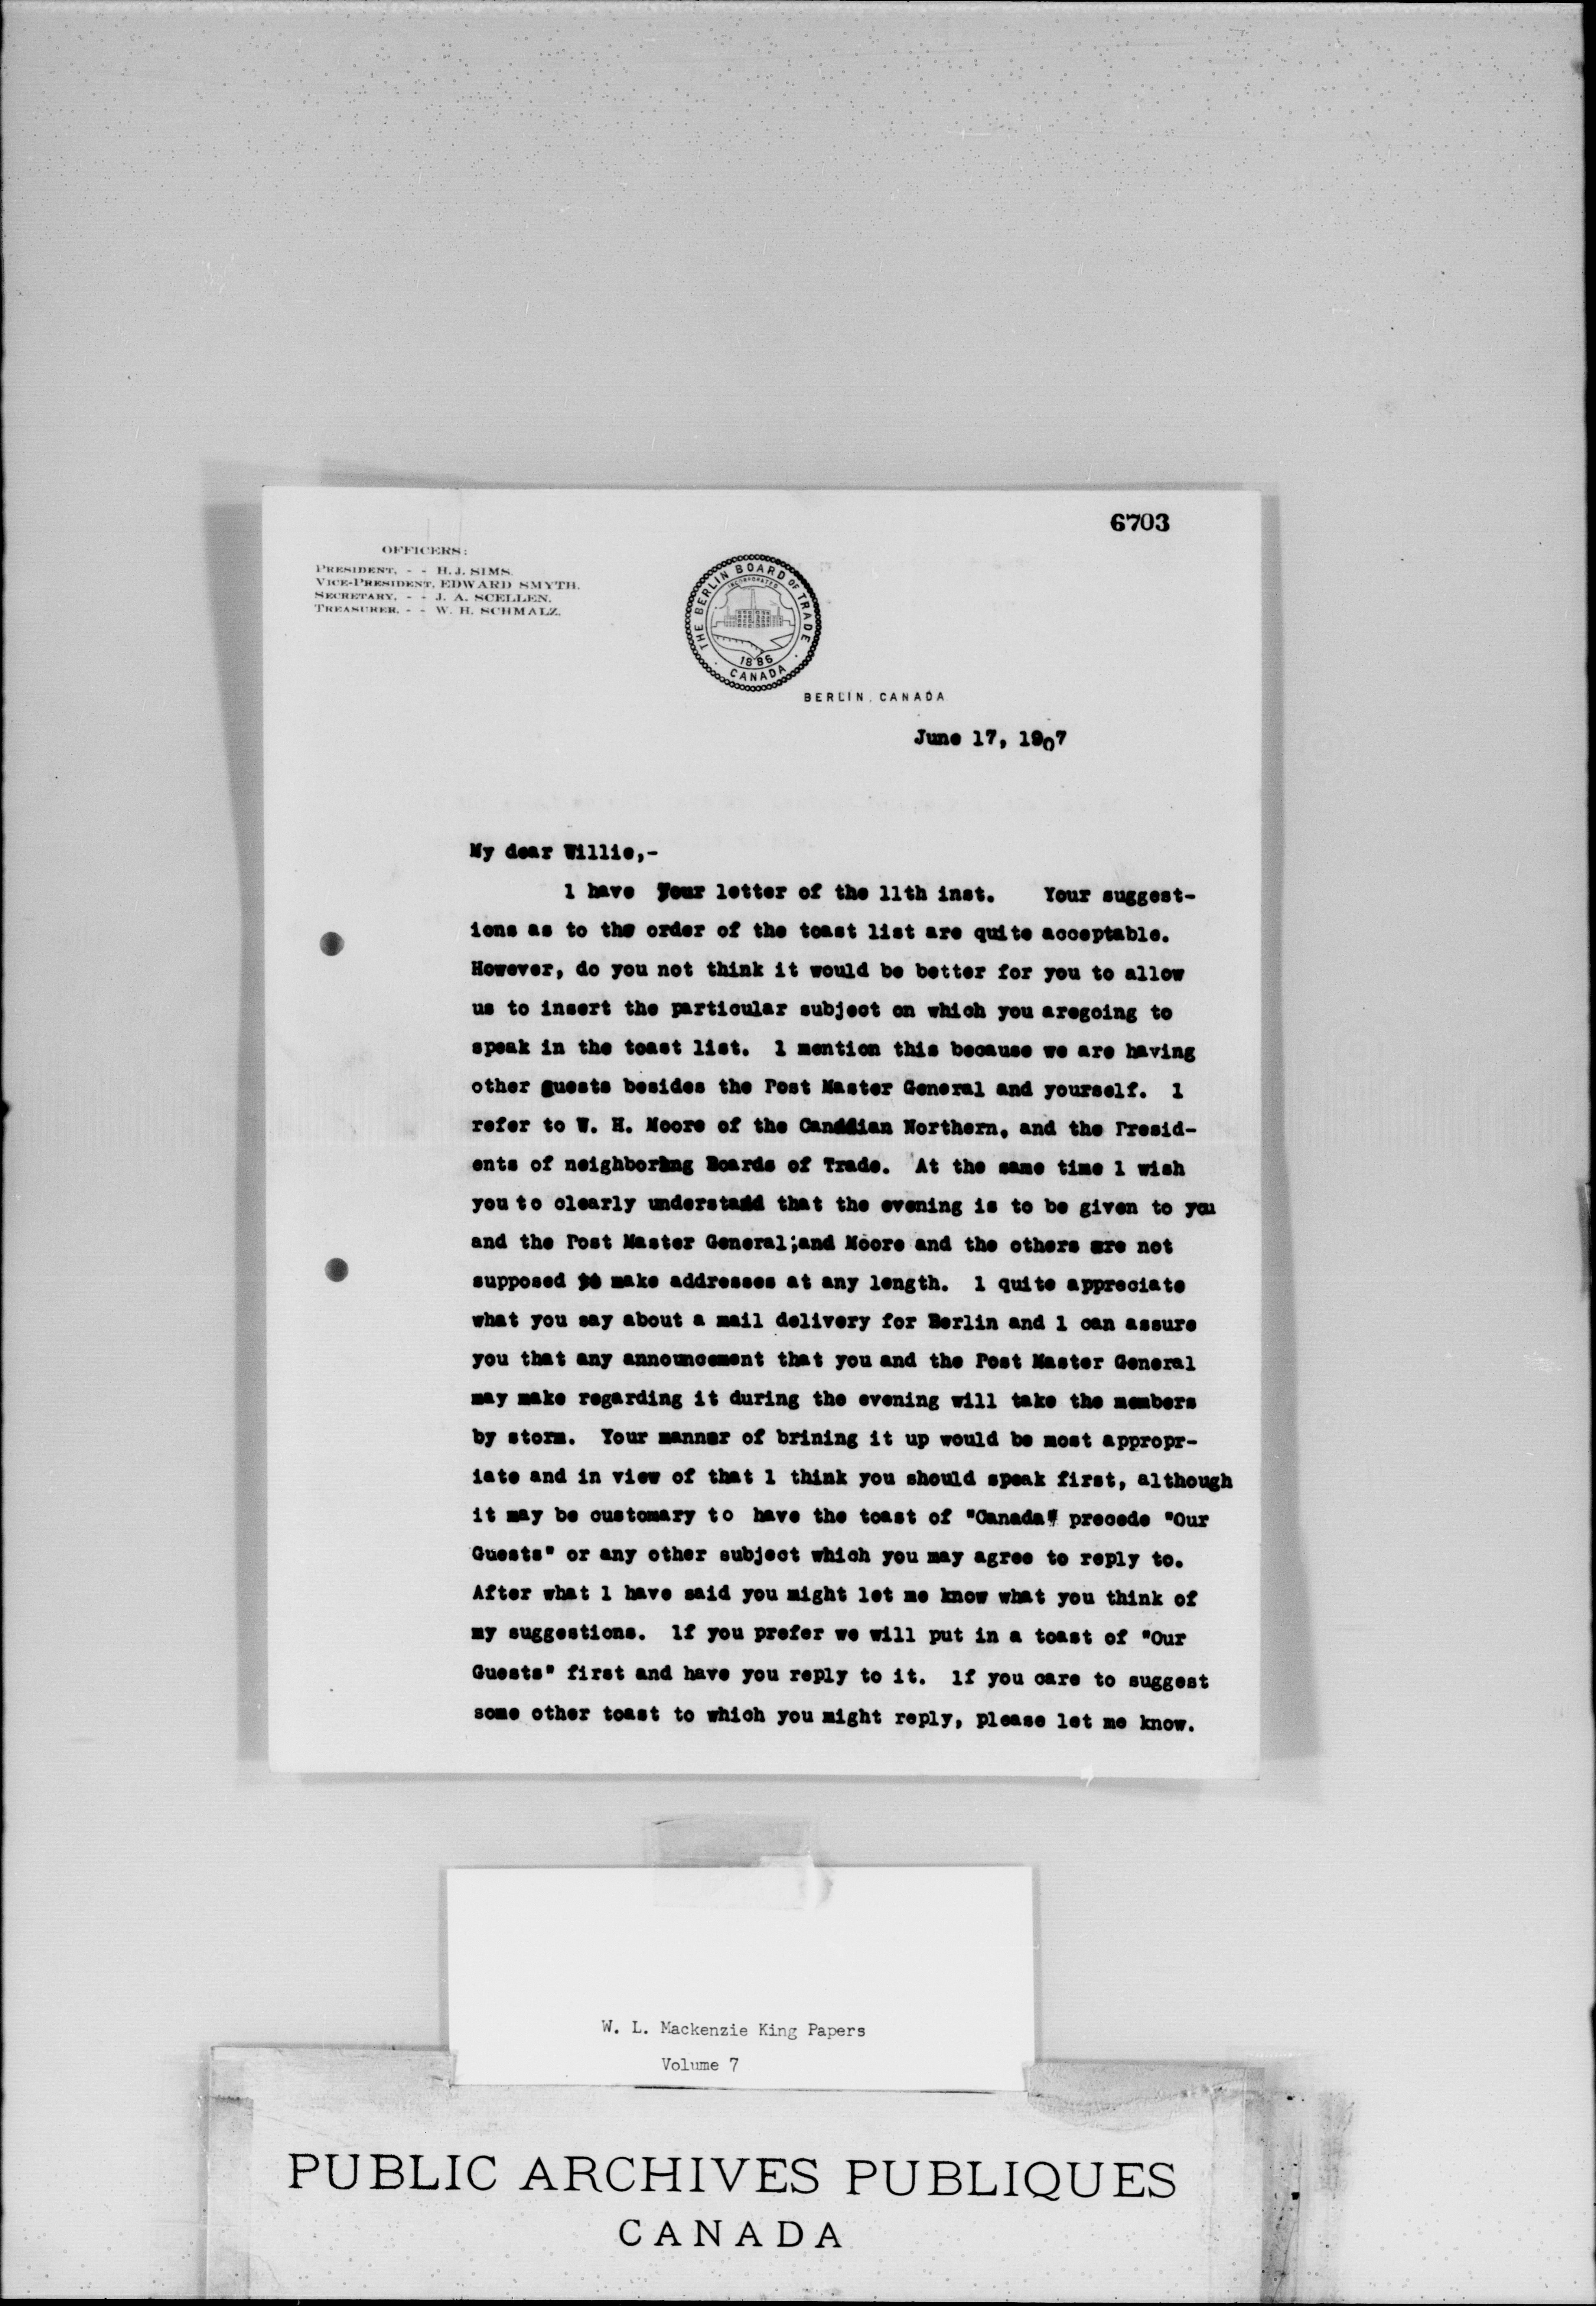 6703
OFFICERS:
PRESIDENT, - - H. J. SIMS.
VICE-PRESIDENT, EDWARD SMYTH.
SECRETARY, - - J. A. SCELLEN.
TREASURER, - - W. H. SCHMALZ.
THE BERLIN BOARD OF TRADE
INCORPORATED
1886
CANADA
BERLIN, CANADA
June 17, 1907
My dear Willie,-
1 have your letter of the 11th inst. Your suggest-
ions as to the order of the toast list are quite acceptable.
However, do you not think it would be better for you to allow
us to insert the particular subject on which you aregoing to
speak in the toast list. 1 mention this because we are having
other guests besides the Post Master General and yourself. 1
refer to W. H. Moore of the Canadian Northern, and the Presid-
ents of neighboring Boards of Trade. At the same time 1 wish
you to clearly understand that the evening is to be given to you
and the Post Master General;and Moore and the others are not
supposed to make addresses at any length. 1 quite appreciate
what you say about a mail delivery for Berlin and 1 can assure
you that any announcement that you and the Post Master General
may make regarding it during the evening will take the members
by storm. Your manner of brining it up would be most appropr-
iate and in view of that 1 think you should speak first, although
it may be customary to have the toast of "Canada" precede "Our
Guests" or any other subject which you may agree to reply to.
After what 1 have said you might let me know what you think of
my suggestions. 1f you prefer we will put in a toast of "Our
Guests" first and have you reply to it. 1f you care to suggest
some other toast to which you might reply, please let me know.
W. L. Mackenzie King Papers
Volume 7
PUBLIC ARCHIVES PUBLIQUES
CANADA